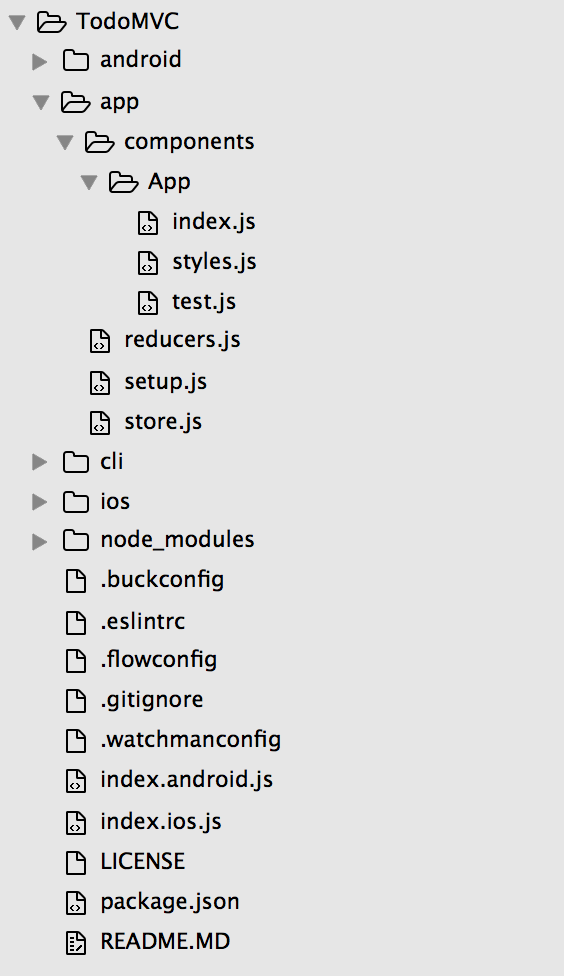 TodoMVC
android
app
components
App
index.js
styles.js
test.js
reducers.js
setup.js
store.js
cli
ios
node_modules
.buckconfig
.eslintrc
.flowconfig
.gitignore
.watchmanconfig
index.android.js
index.ios.js
LICENSE
package.json
README.MD